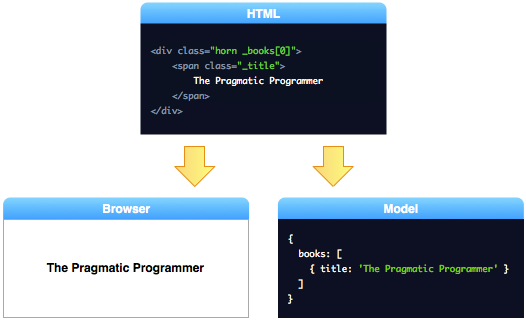 HTML
<div class="horn _books[0]">
<span class="_title">
The Pragmatic Programmer
</span>
</div>
Browser
The Pragmatic Programmer
Model
{
books: [
{ title: 'The Pragmatic Programmer' }
]
}